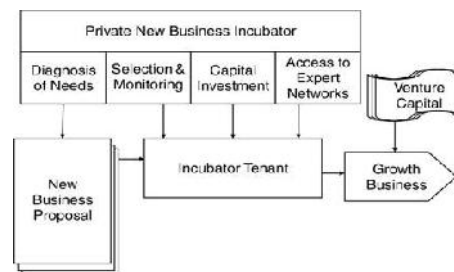 Private New Business Incubator
Diagnosis
of Needs
Selection &
Monitoring
Capital
Investment
Access to
Expert
Networks
Venture
Capital
New
Business
Proposal
Incubator Tenant
Growth
Business